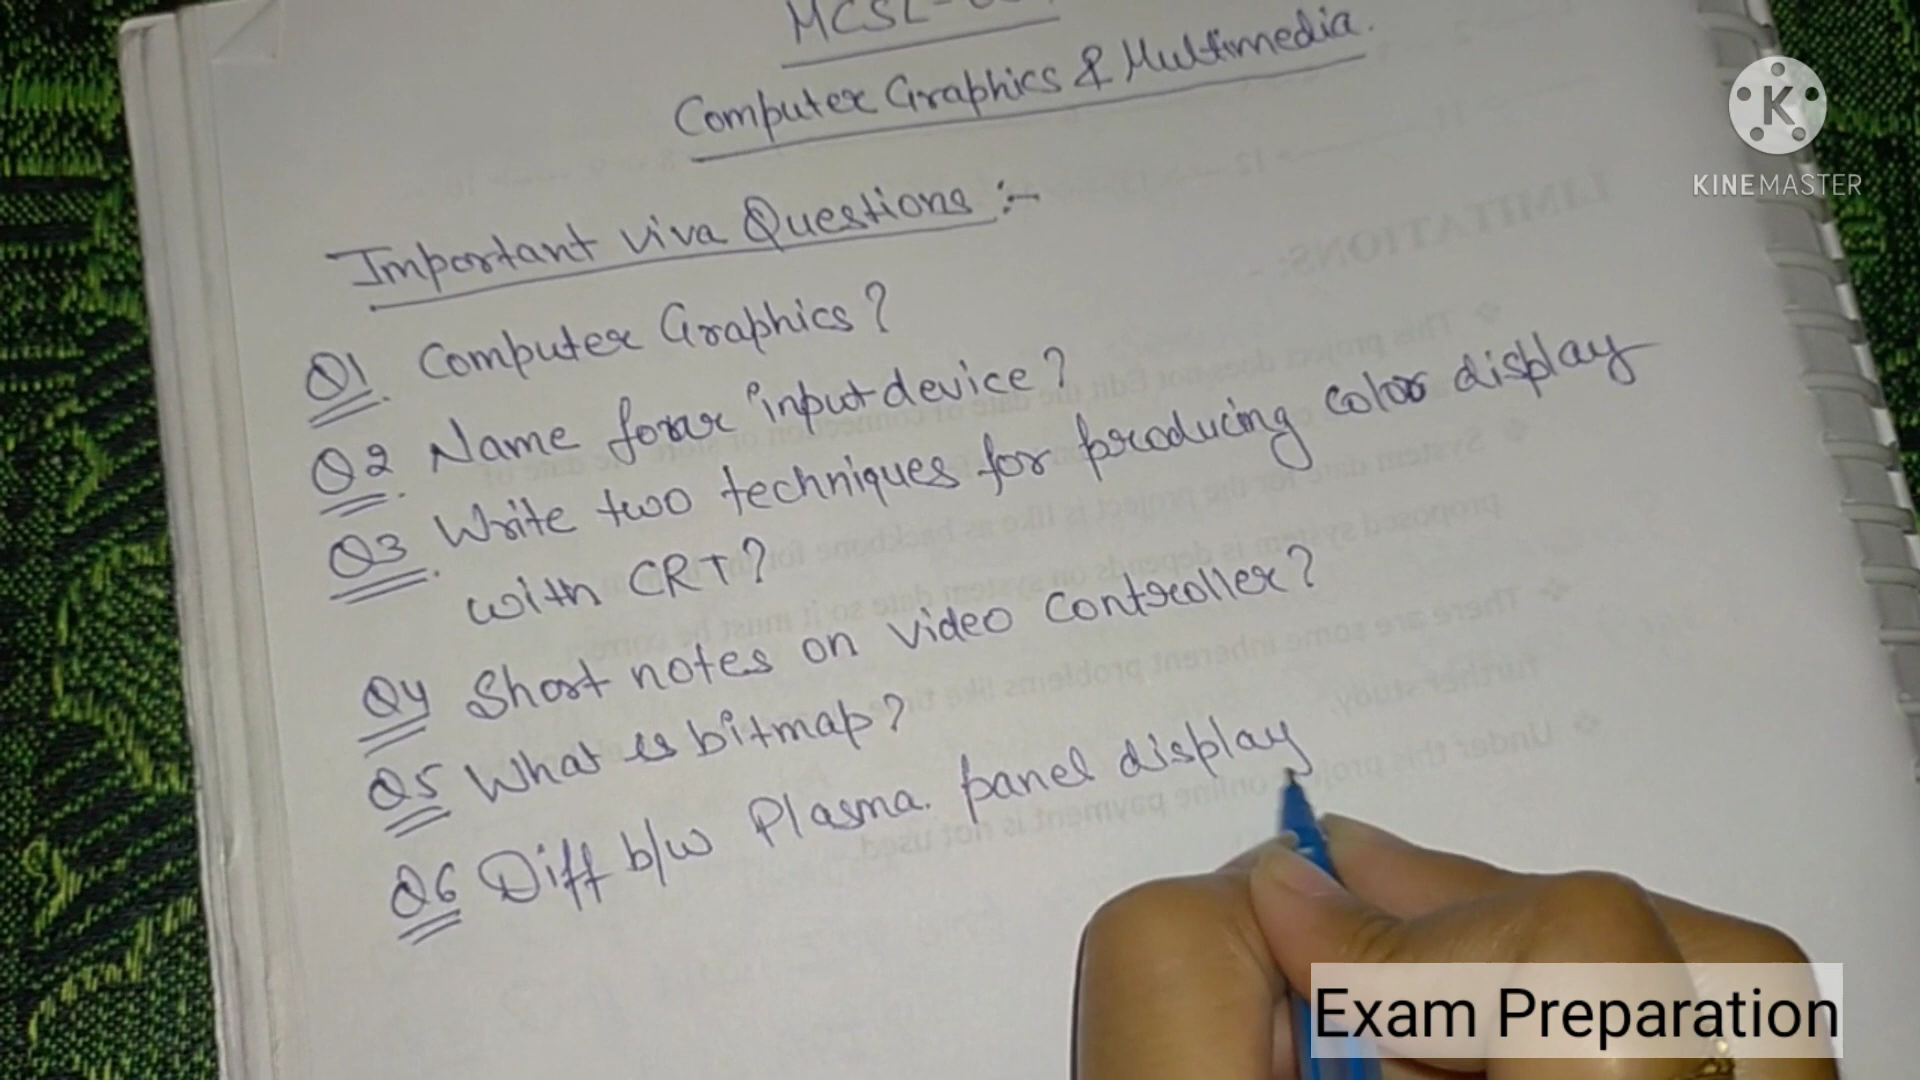 MCSL-
Computer Graphics & Multimedia.
Important Viva Questions :-
Q1. Computer Graphics?
Q2. Name forur input device?
Q3. Write two techniques for producing color display
with CRT?
Q4 Short notes on video controller?
Q5 What is bitmap?
Q6 Diff b/w Plasma. panel display
K
KINEMASTER
LIMITATIONS:
Exam Preparation